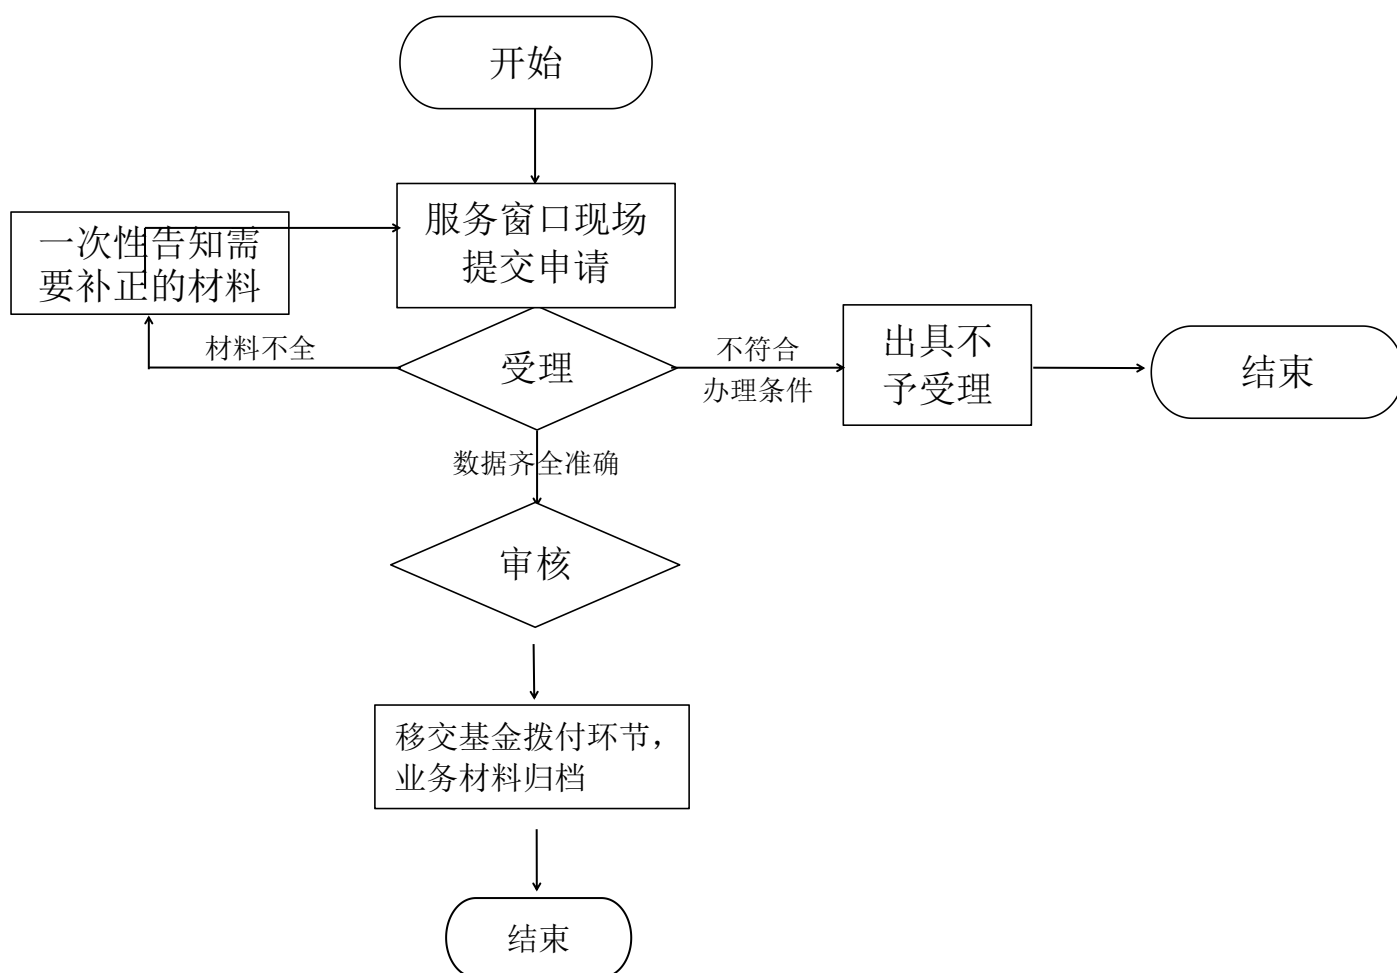 开始
服务窗口现场
提交申请
一次性告知需
要补正的材料
材料不全
受理
不符合
办理条件
出具不
予受理
结束
数据齐全准确
审核
移交基金拨付环节，
业务材料归档
结束